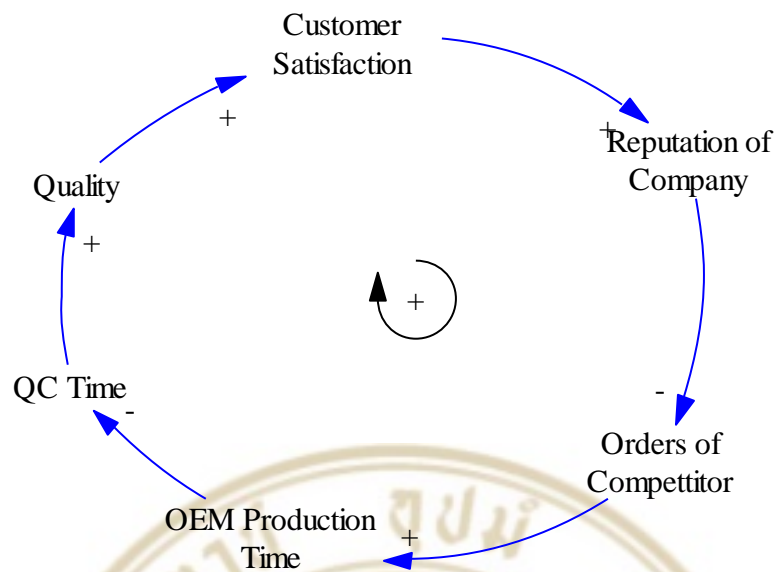 Customer
Satisfaction
+
+
Reputation of
Company
Quality
+
+
QC Time
-
-
Orders of
Compettitor
OEM Production
Time
+